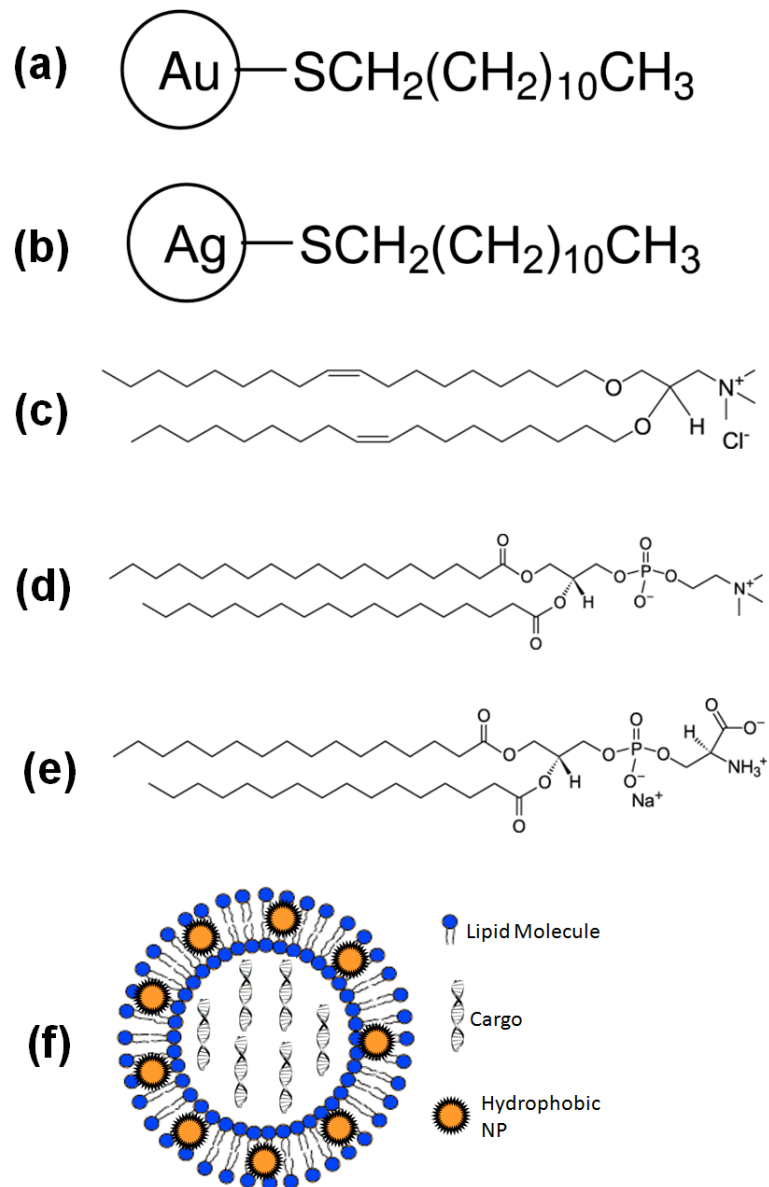 (a) Au SCH₂(CH₂)₁₀CH₃
(b) Ag SCH₂(CH₂)₁₀CH₃
(c) O O H N⁺ Cl⁻
(d) O O O H O O P O⁻ O N⁺ O
(e) O O O H O O P O⁻ Na⁺ O H O O⁻ NH₃⁺ O
(f)
Lipid Molecule
Cargo
Hydrophobic
NP